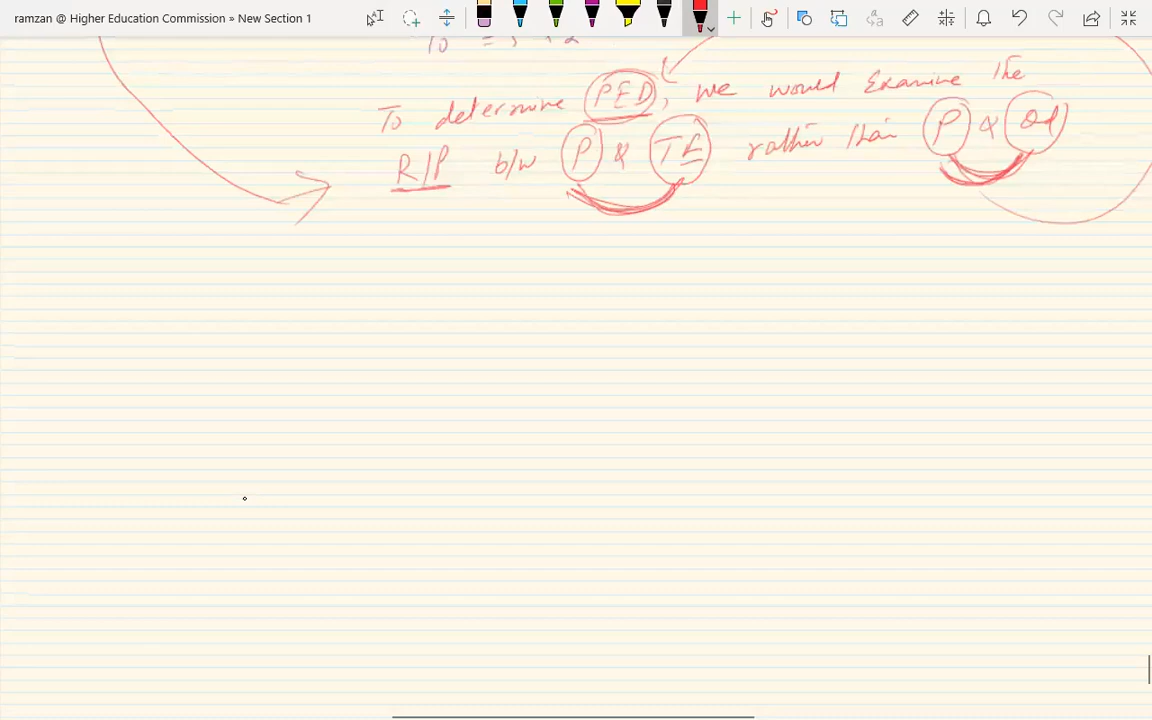 ramzan @ Higher Education Commission » New Section 1
To determine PED, we would Examine the
R/P b/w P & TE rather than P & Qd